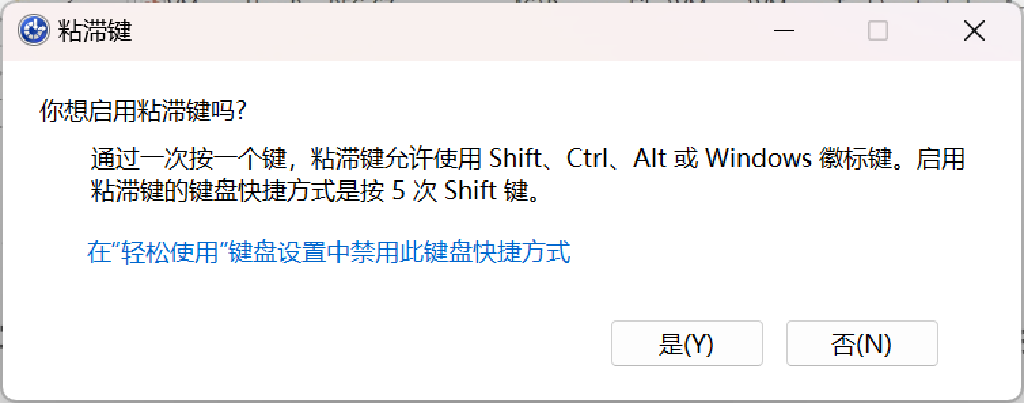 粘滞键
你想启用粘滞键吗?
通过一次按一个键，粘滞键允许使用 Shift、Ctrl、Alt 或 Windows 徽标键。启用
粘滞键的键盘快捷方式是按 5 次 Shift 键。
在“轻松使用”键盘设置中禁用此键盘快捷方式
是(Y)
否(N)